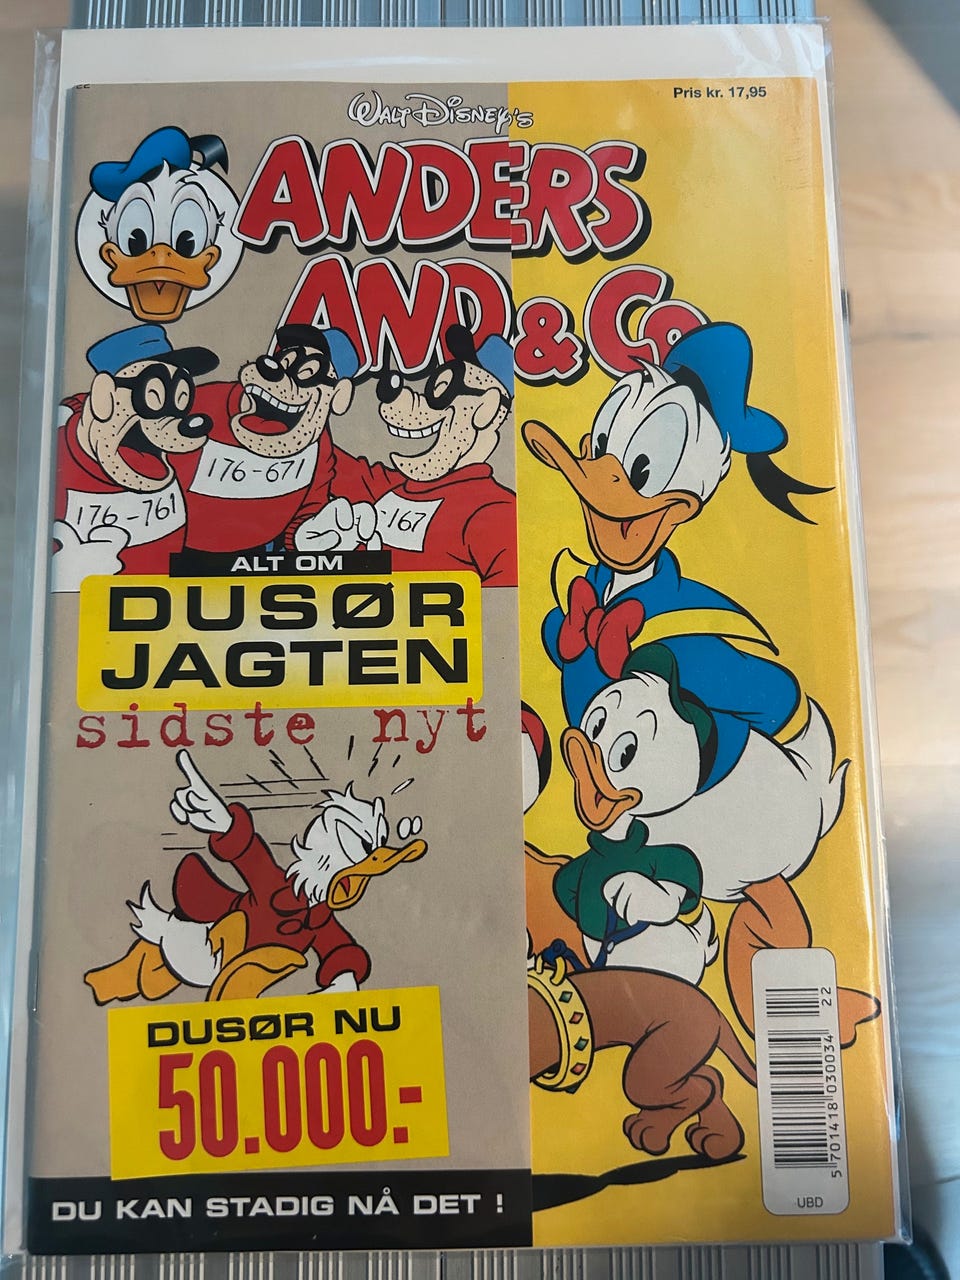 22
Pris kr. 17,95
WALT DISNEY'S
ANDERS
AND & Co
176-761
176-671
-167
ALT OM
DUSØR
JAGTEN
sidste nyt
DUSØR NU
50.000.-
DU KAN STADIG NÅ DET !
22
5 701418 030034
UBD